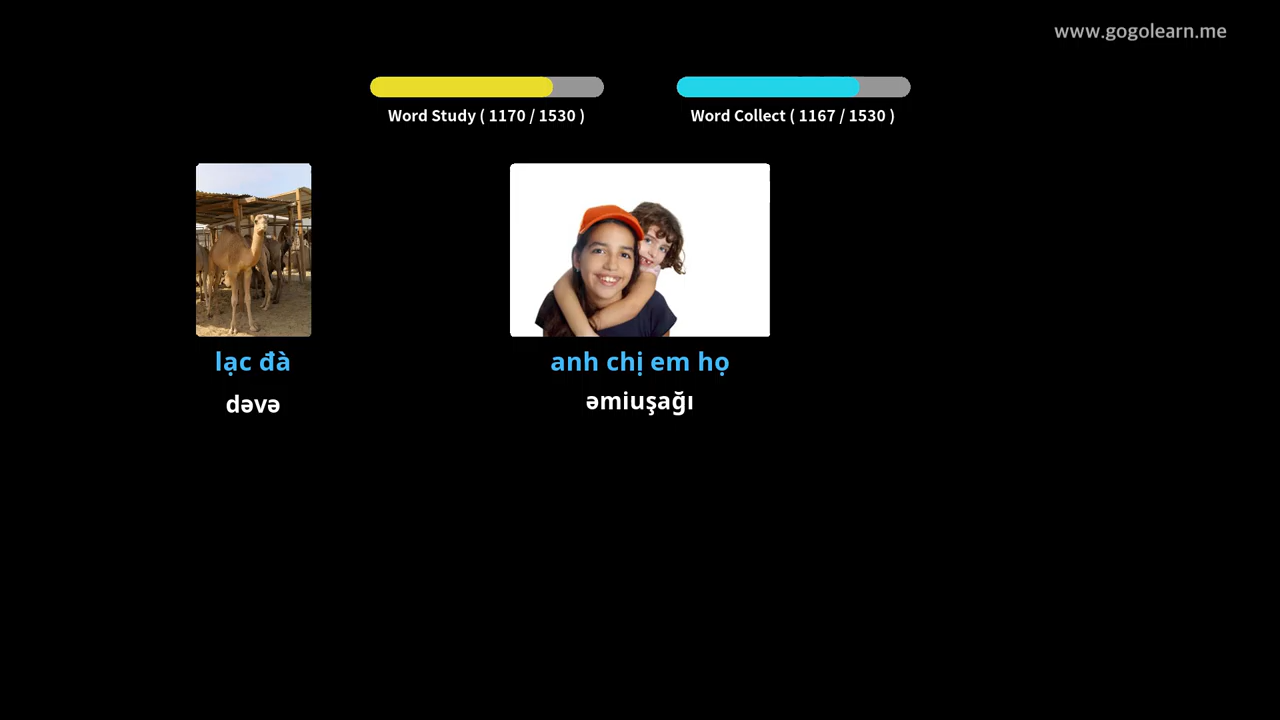 www.gogolearn.me
Word Study ( 1170 / 1530 )
Word Collect ( 1167 / 1530 )
lạc đà
dəvə
anh chị em họ
əmiuşağı